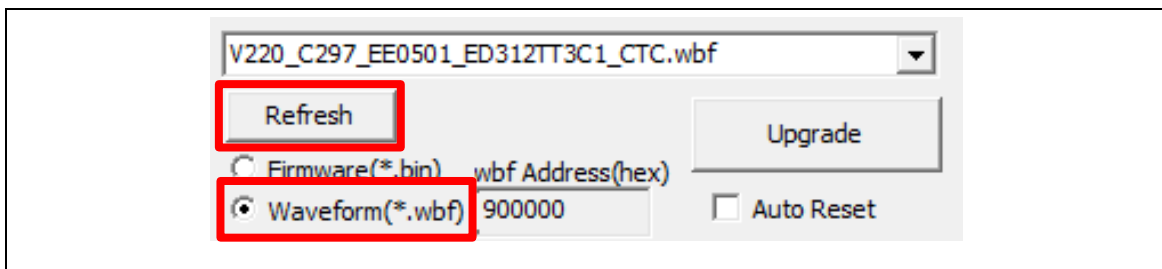 V220_C297_EE0501_ED312TT3C1_CTC.wbf
Refresh
Upgrade
Firmware(*.bin) wbf Address(hex)
Waveform(*.wbf) 900000 Auto Reset